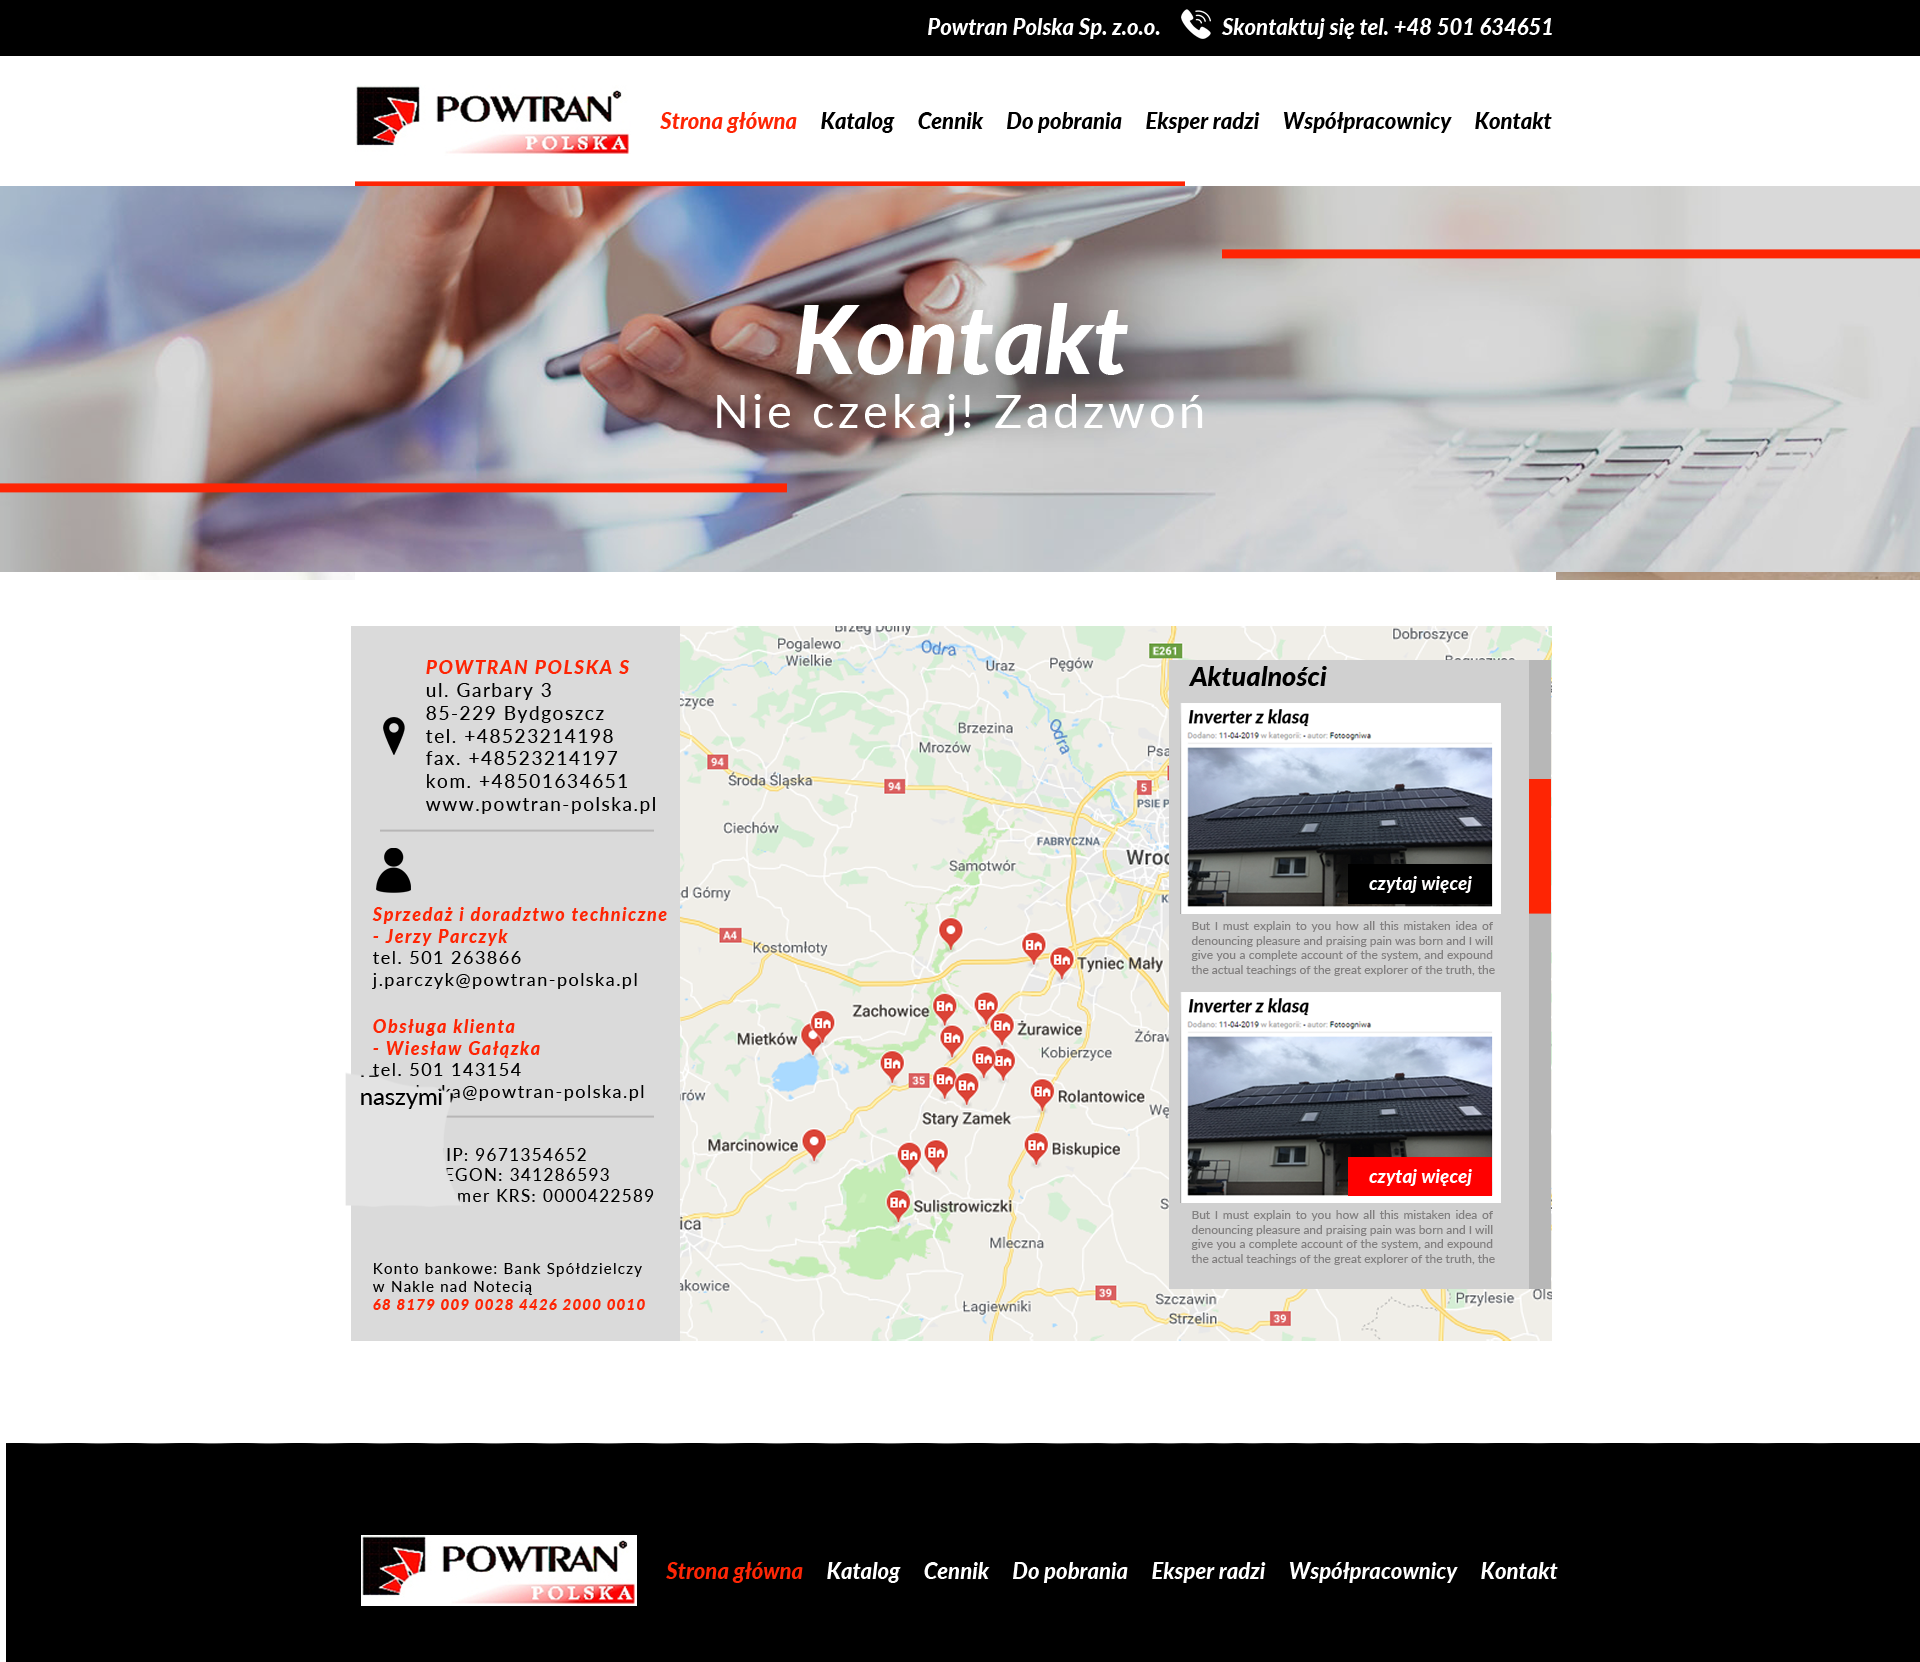 Powtran Polska Sp. z.o.o. Skontaktuj się tel. +48 501 634651
POWTRAN
POLSKA
Strona główna Katalog Cennik Do pobrania Eksper radzi Współpracownicy Kontakt
Kontakt
Nie czekaj! Zadzwoń
POWTRAN POLSKA S
ul. Garbary 3
85-229 Bydgoszcz
tel. +48523214198
fax. +48523214197
kom. +48501634651
www.powtran-polska.pl
Sprzedaż i doradztwo techniczne
- Jerzy Parczyk
tel. 501 263866
j.parczyk@powtran-polska.pl
Obsługa klienta
- Wiesław Gałązka
tel. 501 143154
a@powtran-polska.pl
naszymi
IP: 9671354652
EGON: 341286593
mer KRS: 0000422589
Konto bankowe: Bank Spółdzielczy
w Nakle nad Notecią
68 8179 009 0028 4426 2000 0010
Brzeg Dolny
Pogalewo
Wielkie
Odra
Uraz
Pęgów
E261
Dobroszyce
czyce
Brzezina
Mrozów
Odra
Psa
94
Środa Śląska
94
5
PSIE P
Ciechów
FABRYCZNA
Samotwór
Wroc
d Górny
K
A4
Kostomłoty
Tyniec Mały
Zachowice
Mietków
Żurawice
Żóraw
Kobierzyce
35
rów
Rolantowice
Wę
Stary Zamek
Marcinowice
Biskupice
Sulistrowiczki
S
ica
Mleczna
akowice
39
Łagiewniki
Szczawin
Strzelin
39
Przylesie
Ols
Aktualności
Inverter z klasą
Dodano: 11-04-2019 w kategorii: - autor: Fotoogniwa
czytaj więcej
But I must explain to you how all this mistaken idea of
denouncing pleasure and praising pain was born and I will
give you a complete account of the system, and expound
the actual teachings of the great explorer of the truth, the
Inverter z klasą
Dodano: 11-04-2019 w kategorii: - autor: Fotoogniwa
czytaj więcej
But I must explain to you how all this mistaken idea of
denouncing pleasure and praising pain was born and I will
give you a complete account of the system, and expound
the actual teachings of the great explorer of the truth, the
POWTRAN
POLSKA
Strona główna Katalog Cennik Do pobrania Eksper radzi Współpracownicy Kontakt